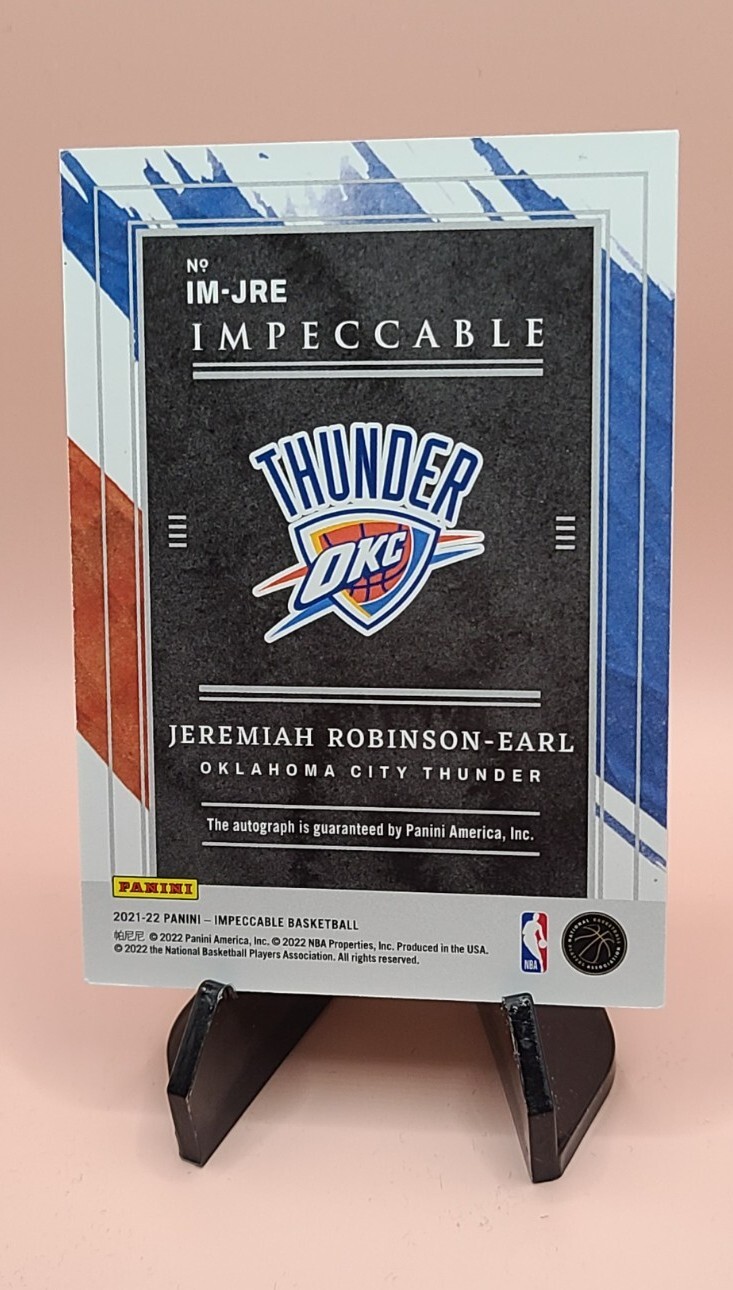 Nº
IM-JRE
IMPECCABLE
THUNDER
OKC
JEREMIAH ROBINSON-EARL
OKLAHOMA CITY THUNDER
The autograph is guaranteed by Panini America, Inc.
PANINI
2021-22 PANINI – IMPECCABLE BASKETBALL
帕尼尼 © 2022 Panini America, Inc. © 2022 NBA Properties, Inc. Produced in the USA.
© 2022 the National Basketball Players Association. All rights reserved.
NBA
NATIONAL BASKETBALL